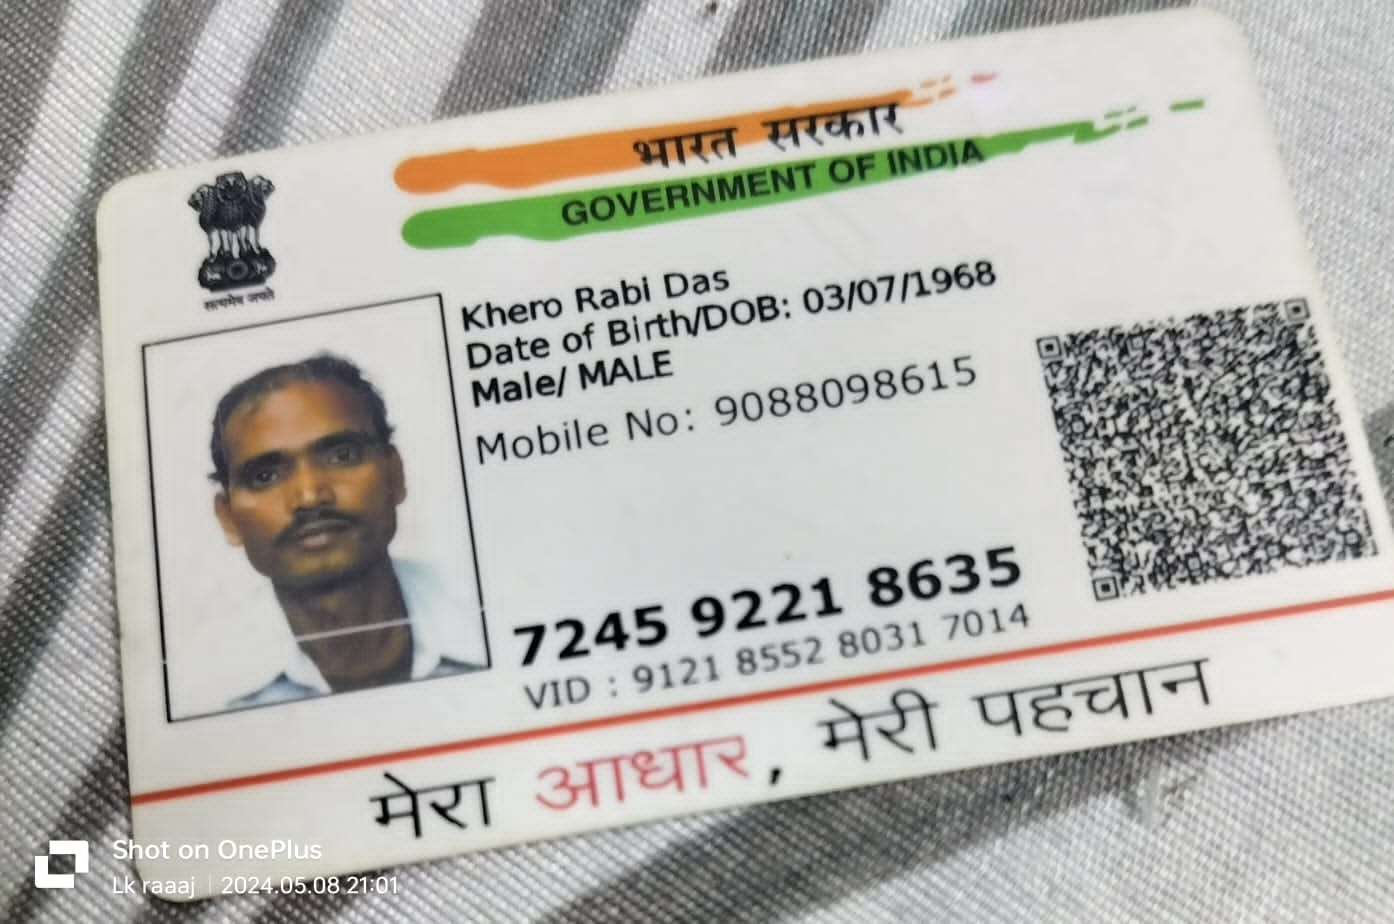 भारत सरकार
GOVERNMENT OF INDIA
सत्यमेव जयते
Khero Rabi Das
Date of Birth/DOB: 03/07/1968
Male/ MALE
Mobile No: 9088098615
7245 9221 8635
VID : 9121 8552 8031 7014
मेरा आधार, मेरी पहचान
Shot on OnePlus
Lk raaaj | 2024.05.08 21:01